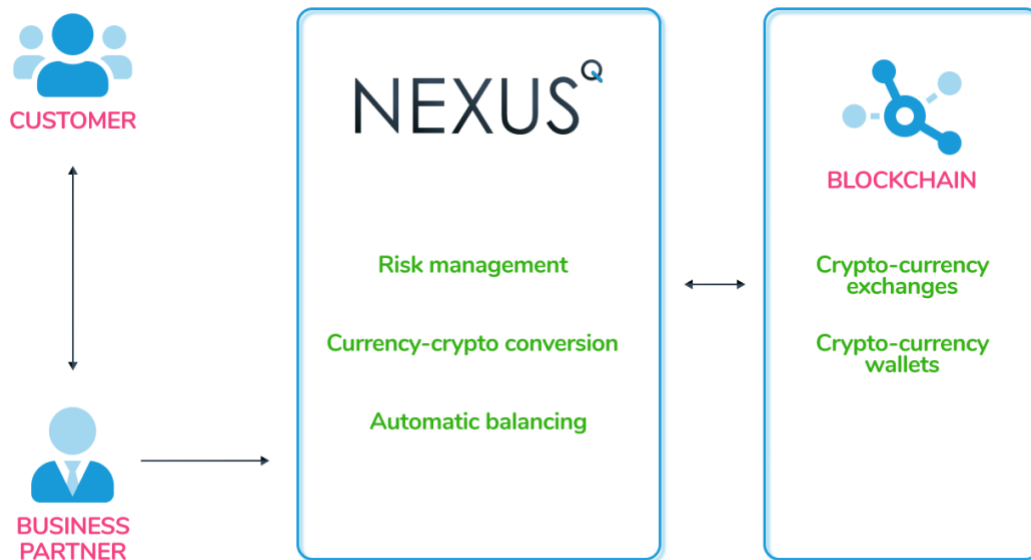 CUSTOMER
BUSINESS
PARTNER
NEXUS Q
Risk management
Currency-crypto conversion
Automatic balancing
BLOCKCHAIN
Crypto-currency
exchanges
Crypto-currency
wallets